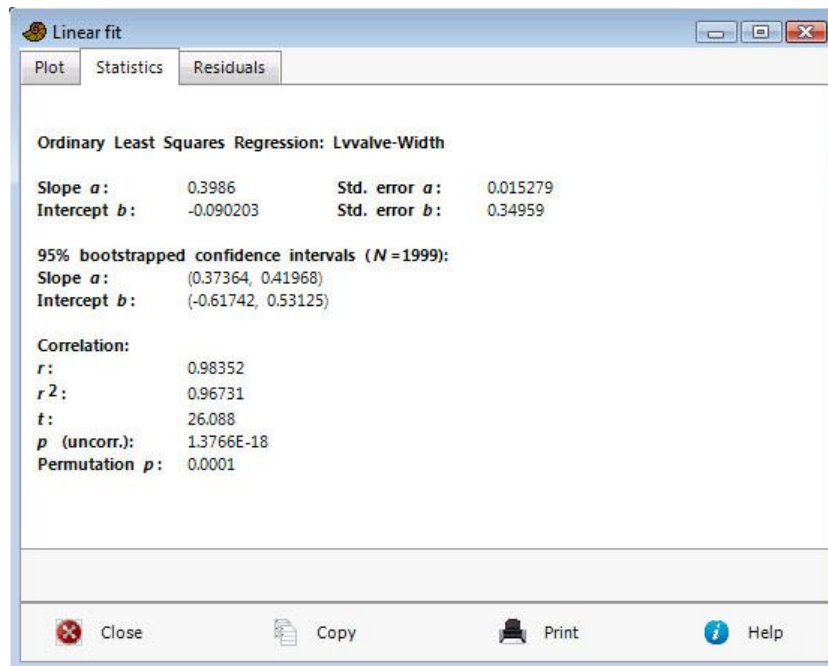 Linear fit
Plot Statistics Residuals
Ordinary Least Squares Regression: Lvvalve-Width
Slope a: 0.3986 Std. error a: 0.015279
Intercept b: -0.090203 Std. error b: 0.34959
95% bootstrapped confidence intervals (N=1999):
Slope a: (0.37364, 0.41968)
Intercept b: (-0.61742, 0.53125)
Correlation:
r: 0.98352
r2: 0.96731
t: 26.088
p (uncorr.): 1.3766E-18
Permutation p: 0.0001
Close Copy Print Help